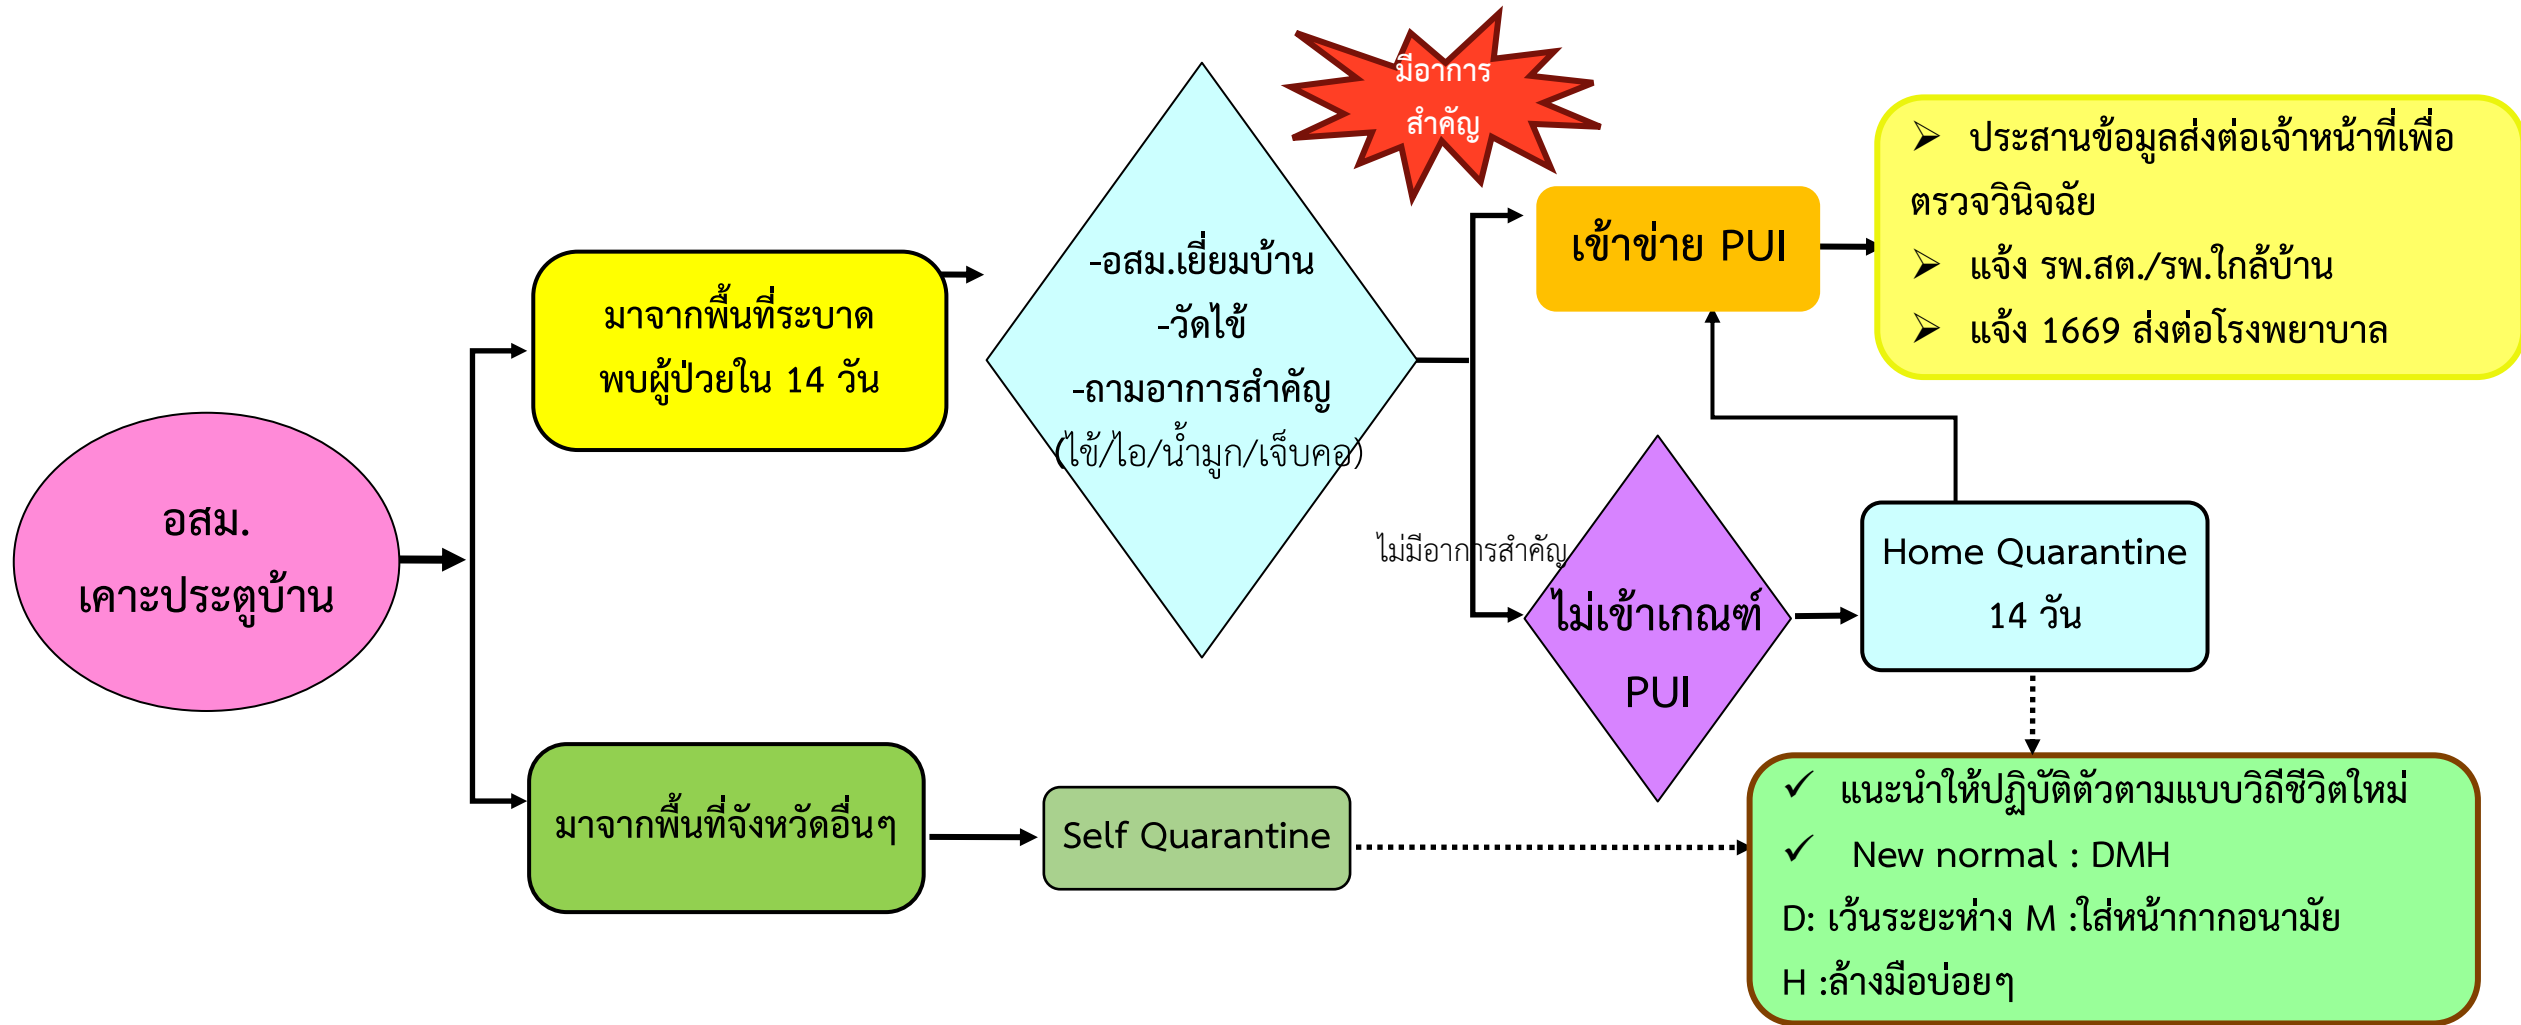 อสม.
เคาะประตูบ้าน
มาจากพื้นที่ระบาด
พบผู้ป่วยใน 14 วัน
มาจากพื้นที่จังหวัดอื่นๆ
Self Quarantine
-อสม.เยี่ยมบ้าน
-วัดไข้
-ถามอาการสำคัญ
(ไข้/ไอ/น้ำมูก/เจ็บคอ)
มีอาการ
สำคัญ
เข้าข่าย PUI
➢ ประสานข้อมูลส่งต่อเจ้าหน้าที่เพื่อ
ตรวจวินิจฉัย
➢ แจ้ง รพ.สต./รพ.ใกล้บ้าน
➢ แจ้ง 1669 ส่งต่อโรงพยาบาล
ไม่มีอาการสำคัญ
ไม่เข้าเกณฑ์
PUI
Home Quarantine
14 วัน
✓ แนะนำให้ปฏิบัติตัวตามแบบวิถีชีวิตใหม่
✓ New normal : DMH
D: เว้นระยะห่าง M :ใส่หน้ากากอนามัย
H :ล้างมือบ่อยๆ